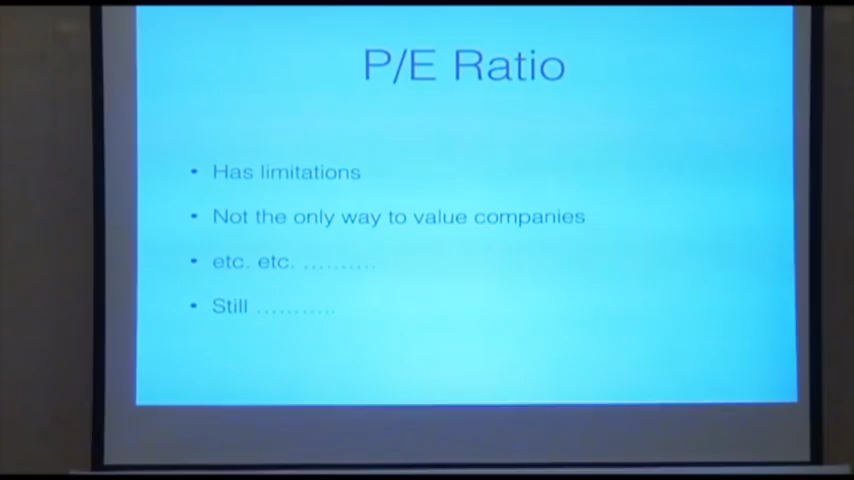 P/E Ratio
• Has limitations
• Not the only way to value companies
• etc. etc. ..........
• Still ...........